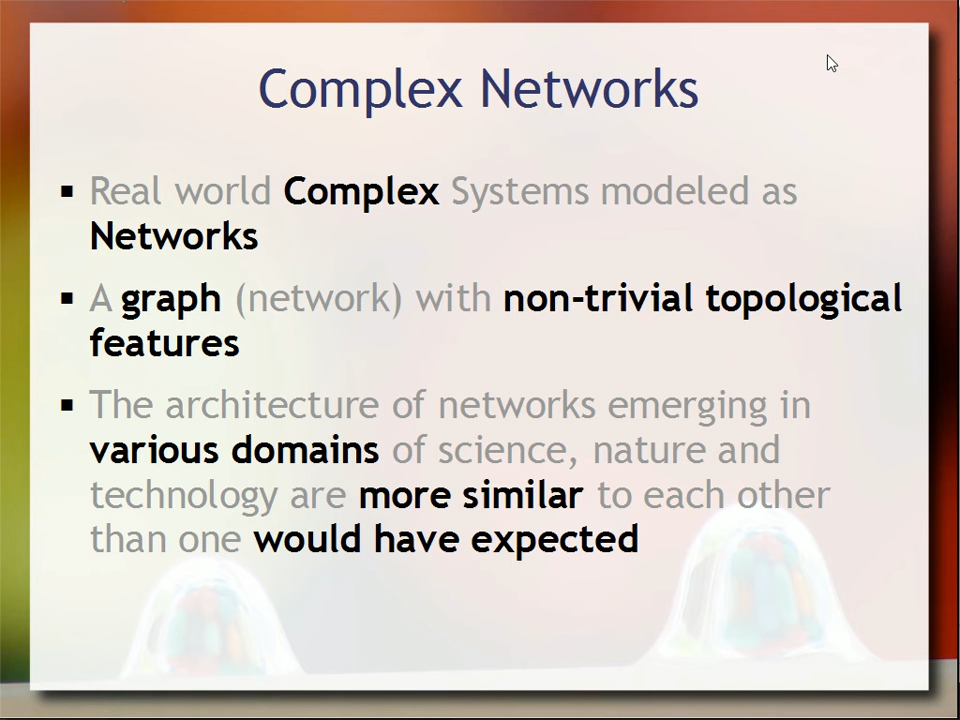 Complex Networks
▪ Real world Complex Systems modeled as
Networks
▪ A graph (network) with non-trivial topological
features
▪ The architecture of networks emerging in
various domains of science, nature and
technology are more similar to each other
than one would have expected